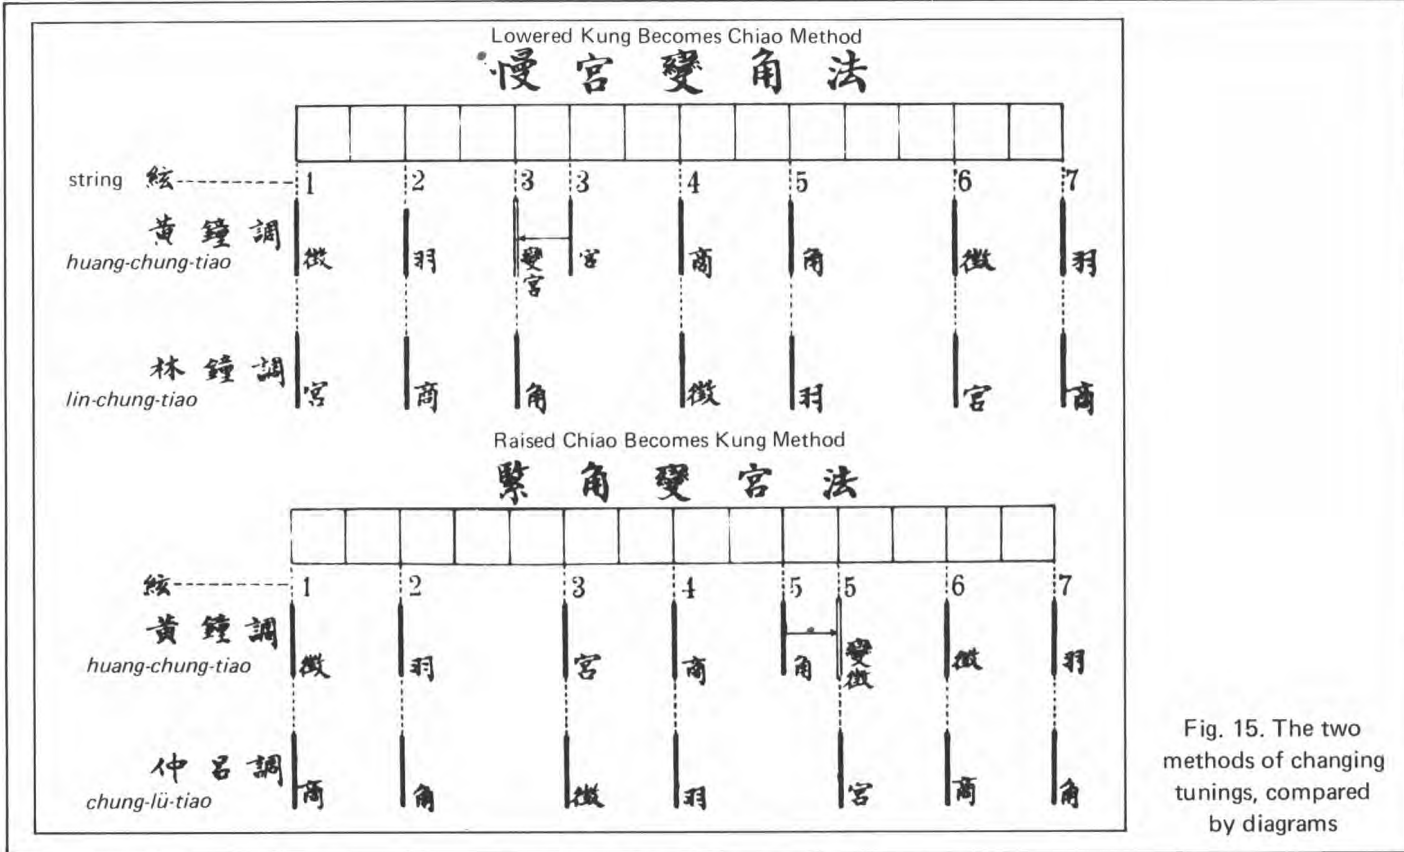 Lowered Kung Becomes Chiao Method
慢宮變角法
string 絃 1 2 3 3 4 5 6 7
黃鐘調 徵 羽 變宮 宮 商 角 徵 羽
huang-chung-tiao
林鐘調 宮 商 角 徵 羽 宮 商
lin-chung-tiao
Raised Chiao Becomes Kung Method
緊角變宮法
絃 1 2 3 4 5 5 6 7
黃鐘調 徵 羽 宮 商 角 變徵 徵 羽
huang-chung-tiao
仲呂調 商 角 徵 羽 宮 商 角
chung-lü-tiao
Fig. 15. The two
methods of changing
tunings, compared
by diagrams